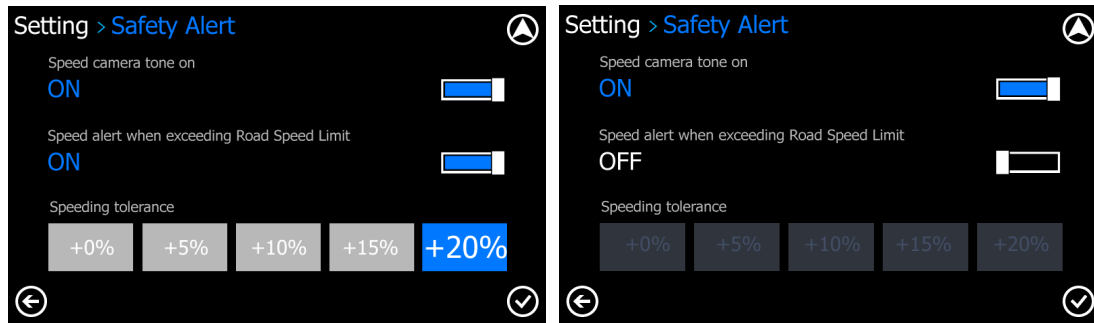 Setting > Safety Alert
Speed camera tone on
ON
Speed alert when exceeding Road Speed Limit
ON
Speeding tolerance
+0% +5% +10% +15% +20%
Setting > Safety Alert
Speed camera tone on
ON
Speed alert when exceeding Road Speed Limit
OFF
Speeding tolerance
+0% +5% +10% +15% +20%